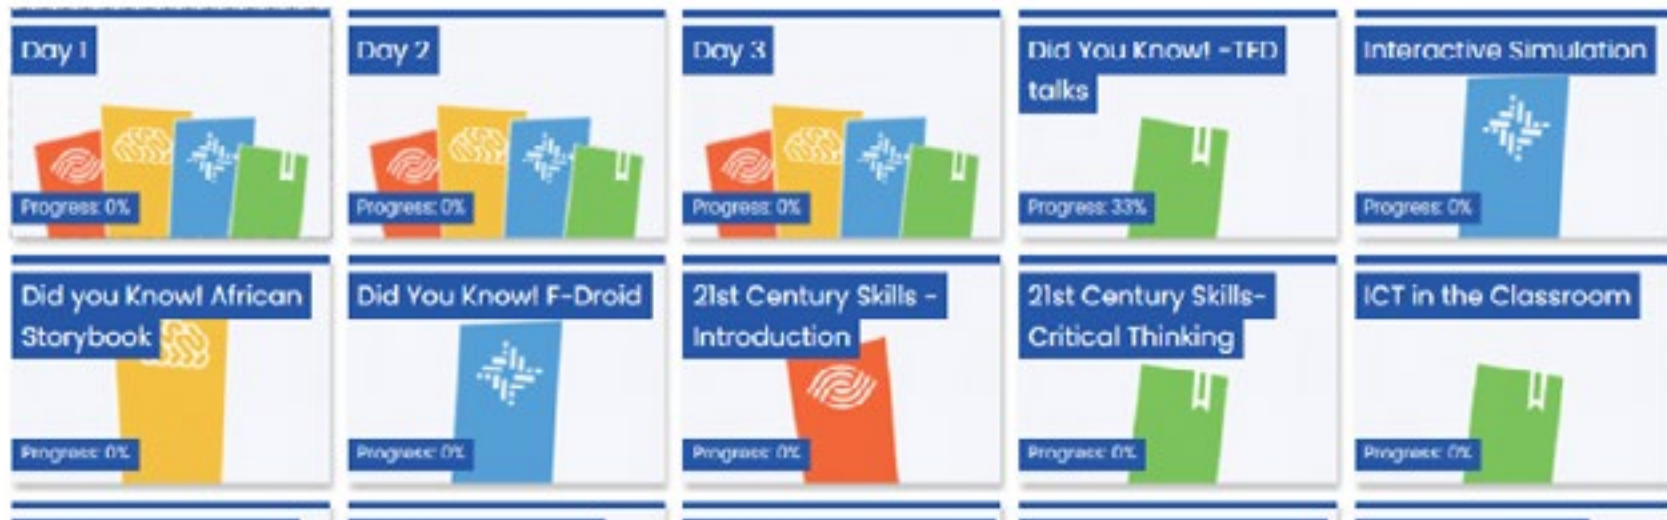 Day 1
Progress: 0%
Day 2
Progress: 0%
Day 3
Progress: 0%
Did You Know! -TED
talks
Progress: 33%
Interactive Simulation
Progress: 0%
Did you Know! African
Storybook
Progress: 0%
Did You Know! F-Droid
Progress: 0%
21st Century Skills -
Introduction
Progress: 0%
21st Century Skills-
Critical Thinking
Progress: 0%
ICT in the Classroom
Progress: 0%